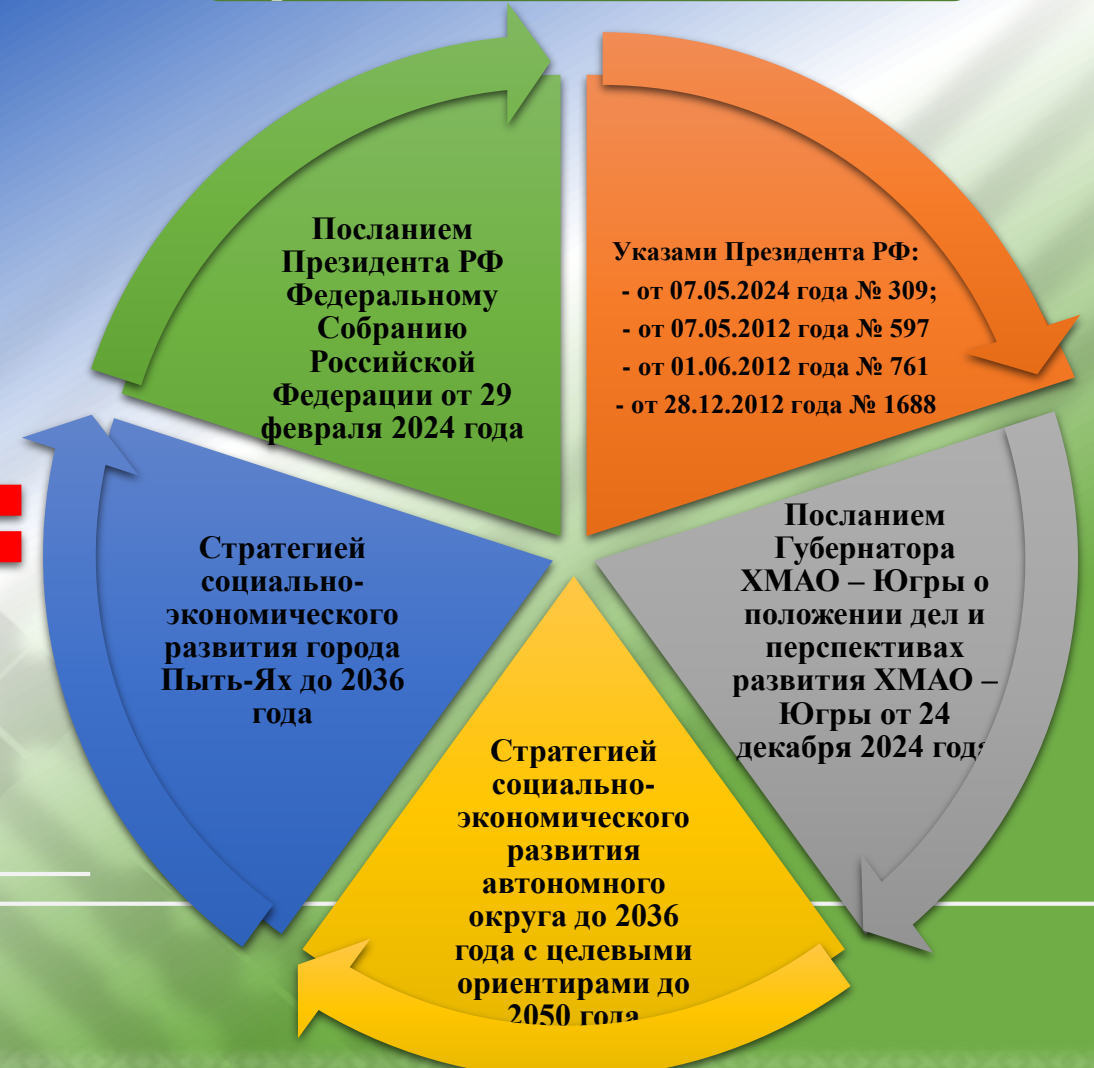 Посланием
Президента РФ
Федеральному
Собранию
Российской
Федерации от 29
февраля 2024 года
Указами Президента РФ:
- от 07.05.2024 года № 309;
- от 07.05.2012 года № 597
- от 01.06.2012 года № 761
- от 28.12.2012 года № 1688
Посланием
Губернатора
ХМАО – Югры о
положении дел и
перспективах
развития ХМАО –
Югры от 24
декабря 2024 года
Стратегией
социально-
экономического
развития
автономного
округа до 2036
года с целевыми
ориентирами до
2050 года
Стратегией
социально-
экономического
развития города
Пыть-Ях до 2036
года